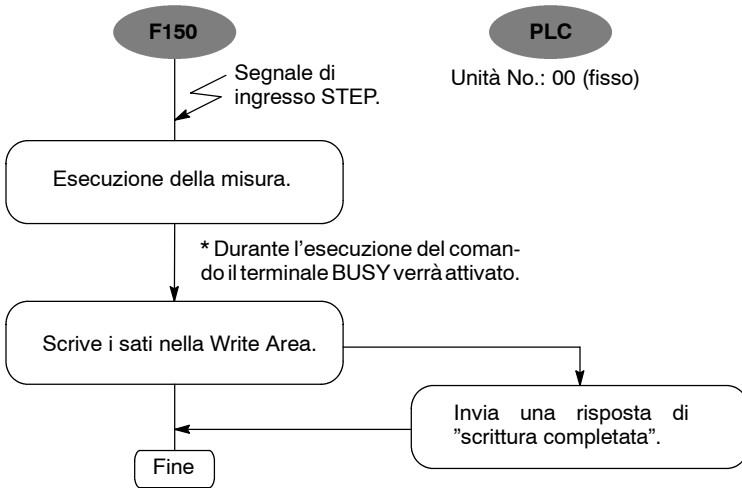 F150
PLC
Segnale di
ingresso STEP.
Unità No.: 00 (fisso)
Esecuzione della misura.
* Durante l'esecuzione del coman-
do il terminale BUSY verrà attivato.
Scrive i sati nella Write Area.
Invia una risposta di
”scrittura completata”.
Fine